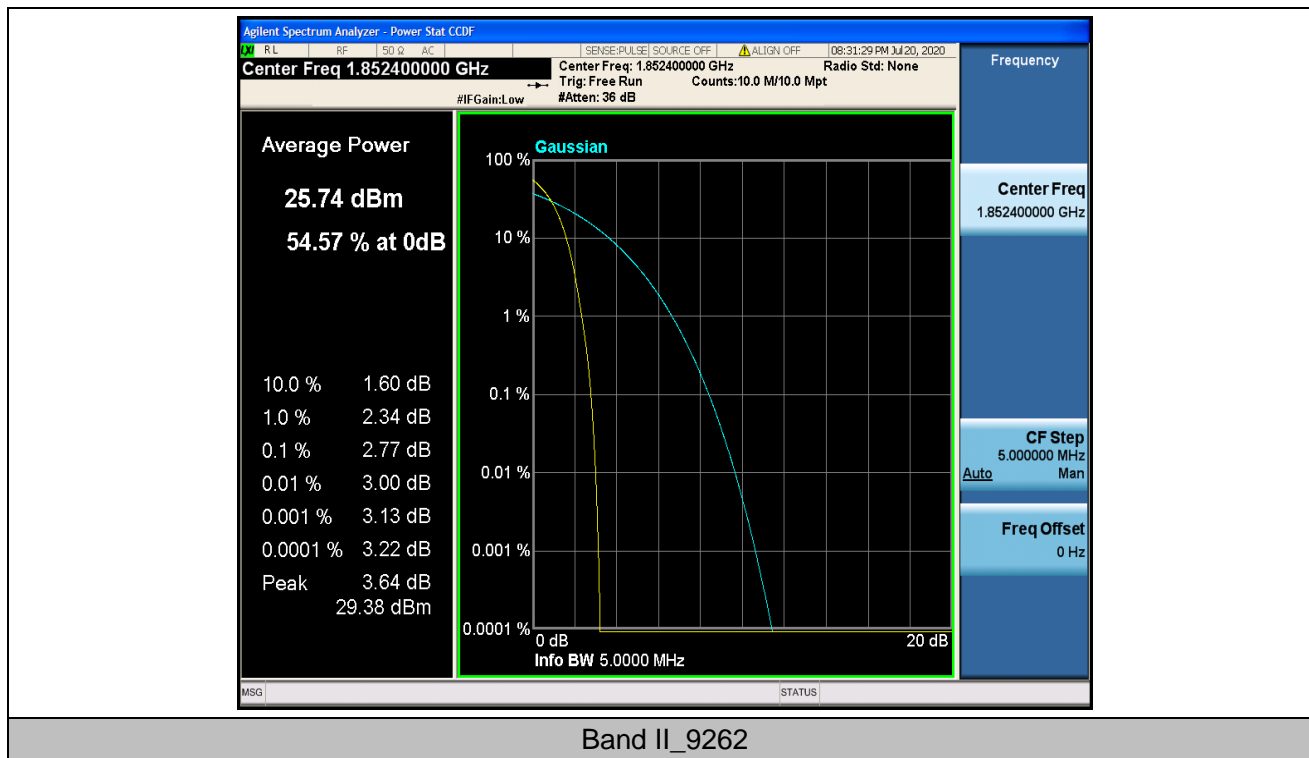 Agilent Spectrum Analyzer - Power Stat CCDF
LXI RL RF 50 Ω AC SENSE:PULSE SOURCE OFF ALIGN OFF 08:31:29 PM Jul 20, 2020
Center Freq 1.852400000 GHz
Center Freq: 1.852400000 GHz Radio Std: None
Trig: Free Run Counts:10.0 M/10.0 Mpt
#IFGain:Low #Atten: 36 dB
Frequency
Average Power
25.74 dBm
54.57 % at 0dB
10.0 % 1.60 dB
1.0 % 2.34 dB
0.1 % 2.77 dB
0.01 % 3.00 dB
0.001 % 3.13 dB
0.0001 % 3.22 dB
Peak 3.64 dB
29.38 dBm
Gaussian
100 %
10 %
1 %
0.1 %
0.01 %
0.001 %
0.0001 %
0 dB 20 dB
Info BW 5.0000 MHz
Center Freq
1.852400000 GHz
CF Step
5.000000 MHz
Auto Man
Freq Offset
0 Hz
MSG STATUS
Band II_9262